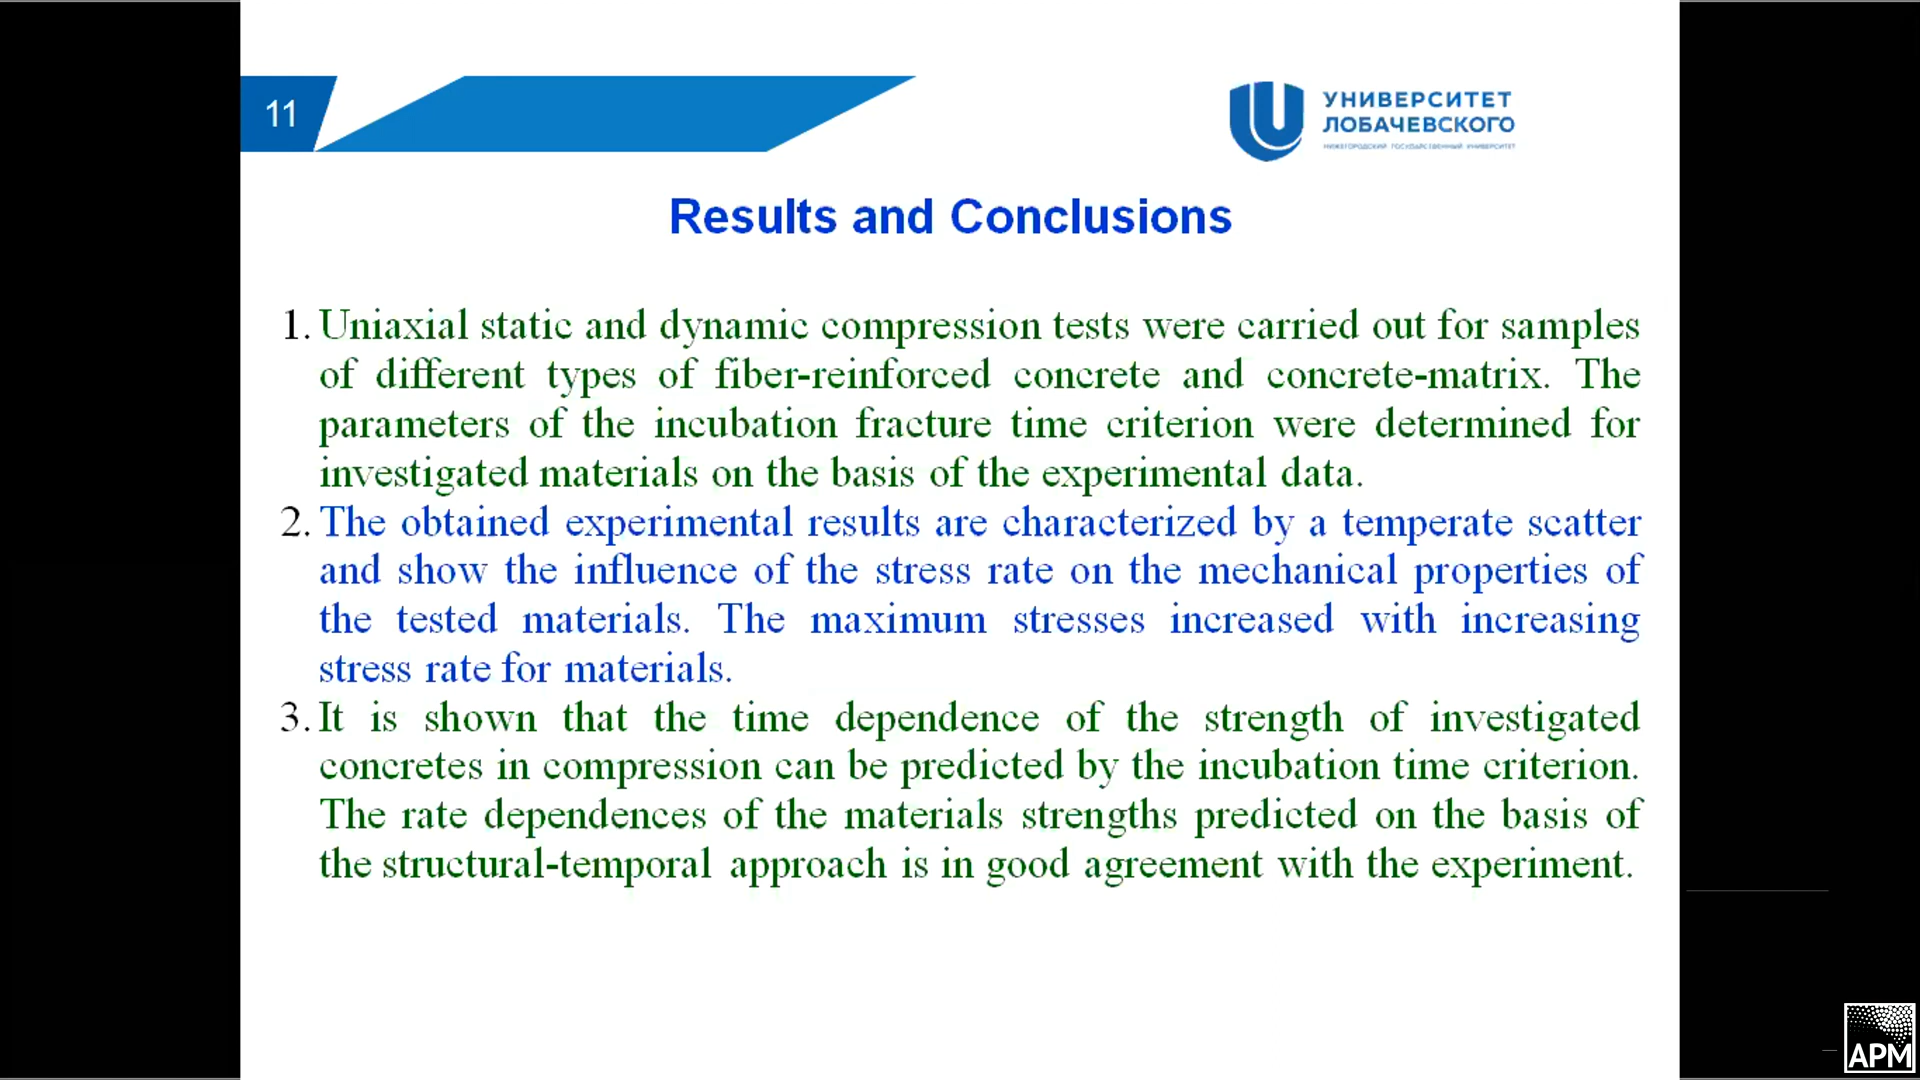 11
УНИВЕРСИТЕТ
ЛОБАЧЕВСКОГО
НИЖЕГОРОДСКИЙ ГОСУДАРСТВЕННЫЙ УНИВЕРСИТЕТ
Results and Conclusions
1. Uniaxial static and dynamic compression tests were carried out for samples
of different types of fiber-reinforced concrete and concrete-matrix. The
parameters of the incubation fracture time criterion were determined for
investigated materials on the basis of the experimental data.
2. The obtained experimental results are characterized by a temperate scatter
and show the influence of the stress rate on the mechanical properties of
the tested materials. The maximum stresses increased with increasing
stress rate for materials.
3. It is shown that the time dependence of the strength of investigated
concretes in compression can be predicted by the incubation time criterion.
The rate dependences of the materials strengths predicted on the basis of
the structural-temporal approach is in good agreement with the experiment.
APM